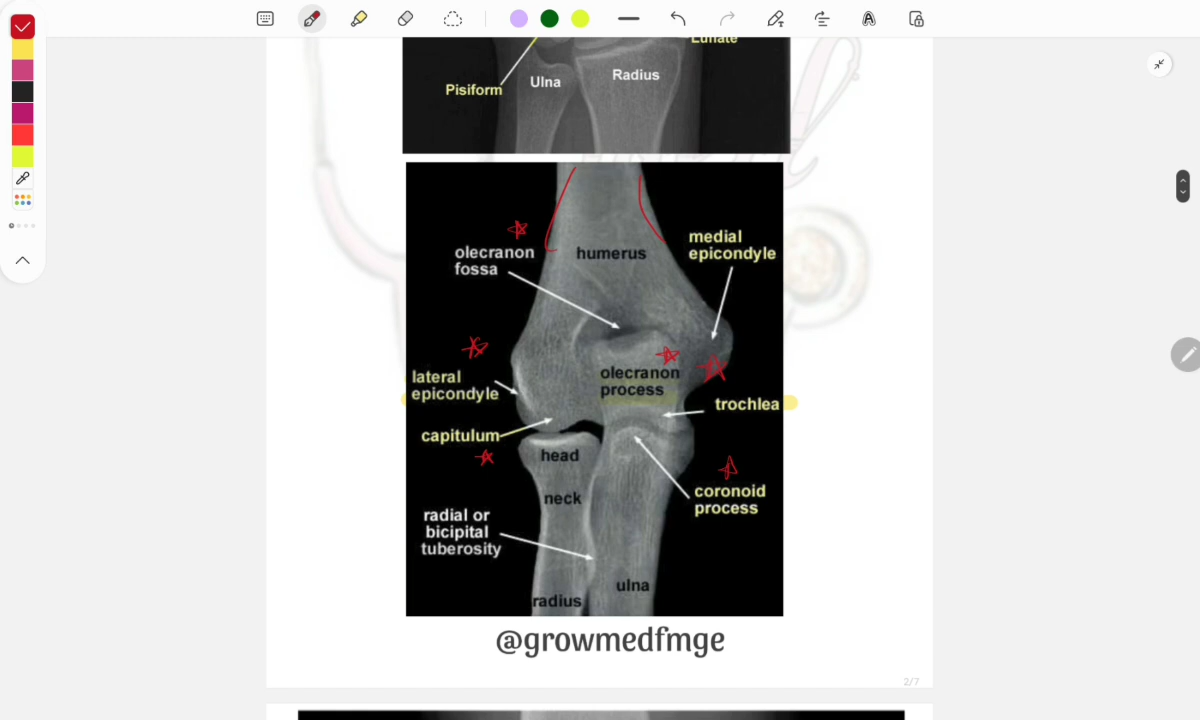 Lunate
Pisiform
Ulna
Radius
olecranon
fossa
humerus
medial
epicondyle
lateral
epicondyle
olecranon
process
trochlea
capitulum
head
neck
coronoid
process
radial or
bicipital
tuberosity
ulna
radius
@growmedfmge
2/7